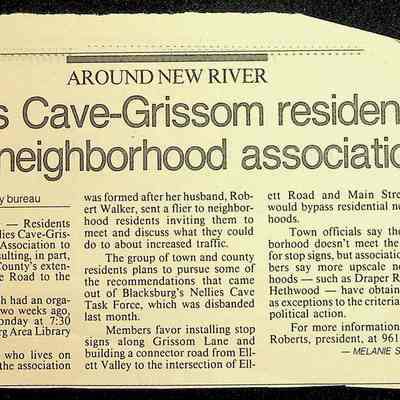 AROUND NEW RIVER
s Cave-Grissom residen
neighborhood associatio
y bureau
— Residents
lies Cave-Gris-
Association to
sulting, in part,
County's exten-
e Road to the
h had an orga-
two weeks ago,
onday at 7:30
rg Area Library
who lives on
the association
was formed after her husband, Rob-
ert Walker, sent a flier to neighbor-
hood residents inviting them to
meet and discuss what they could
do to about increased traffic.
The group of town and county
residents plans to pursue some of
the recommendations that came
out of Blacksburg's Nellies Cave
Task Force, which was disbanded
last month.
Members favor installing stop
signs along Grissom Lane and
building a connector road from Ell-
ett Valley to the intersection of Ell-
ett Road and Main Stre
would bypass residential ne
hoods.
Town officials say the
borhood doesn't meet the
for stop signs, but association
bers say more upscale ne
hoods — such as Draper R
Hethwood — have obtain
as exceptions to the criteria
political action.
For more information
Roberts, president, at 961
— MELANIE S